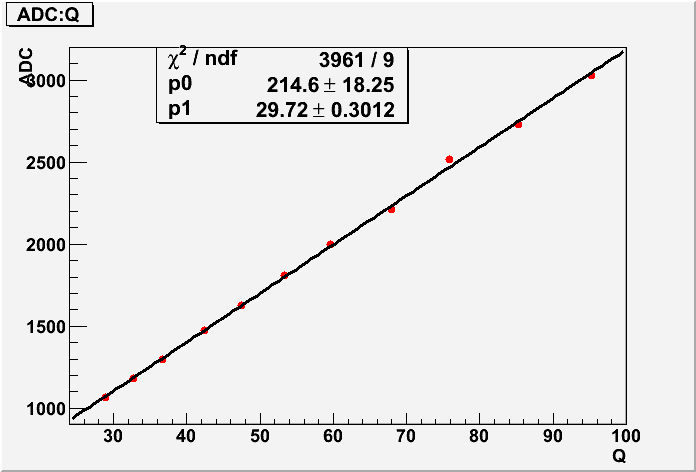 ADC:Q
ADC
χ² / ndf 3961 / 9
p0 214.6 ± 18.25
p1 29.72 ± 0.3012
3000
2500
2000
1500
1000
30 40 50 60 70 80 90 100
Q